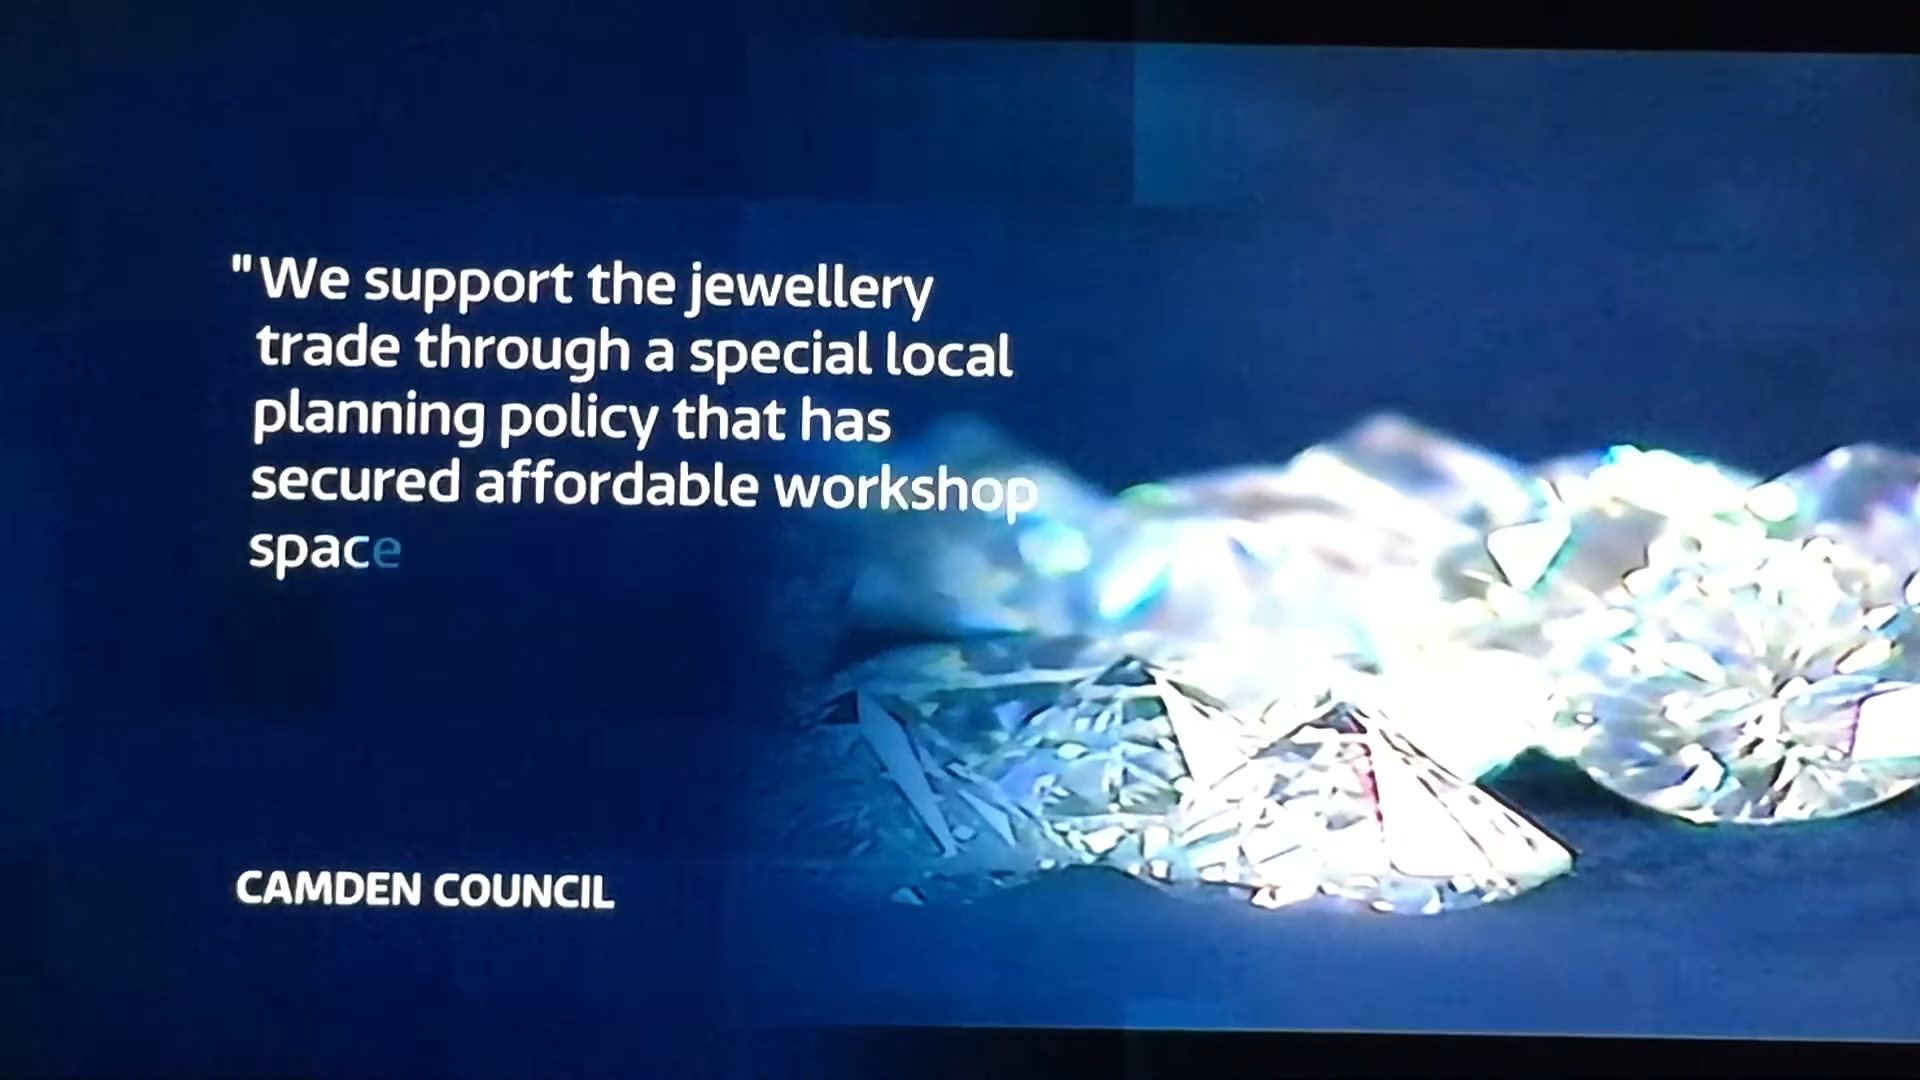 "We support the jewellery
trade through a special local
planning policy that has
secured affordable workshop
space
CAMDEN COUNCIL